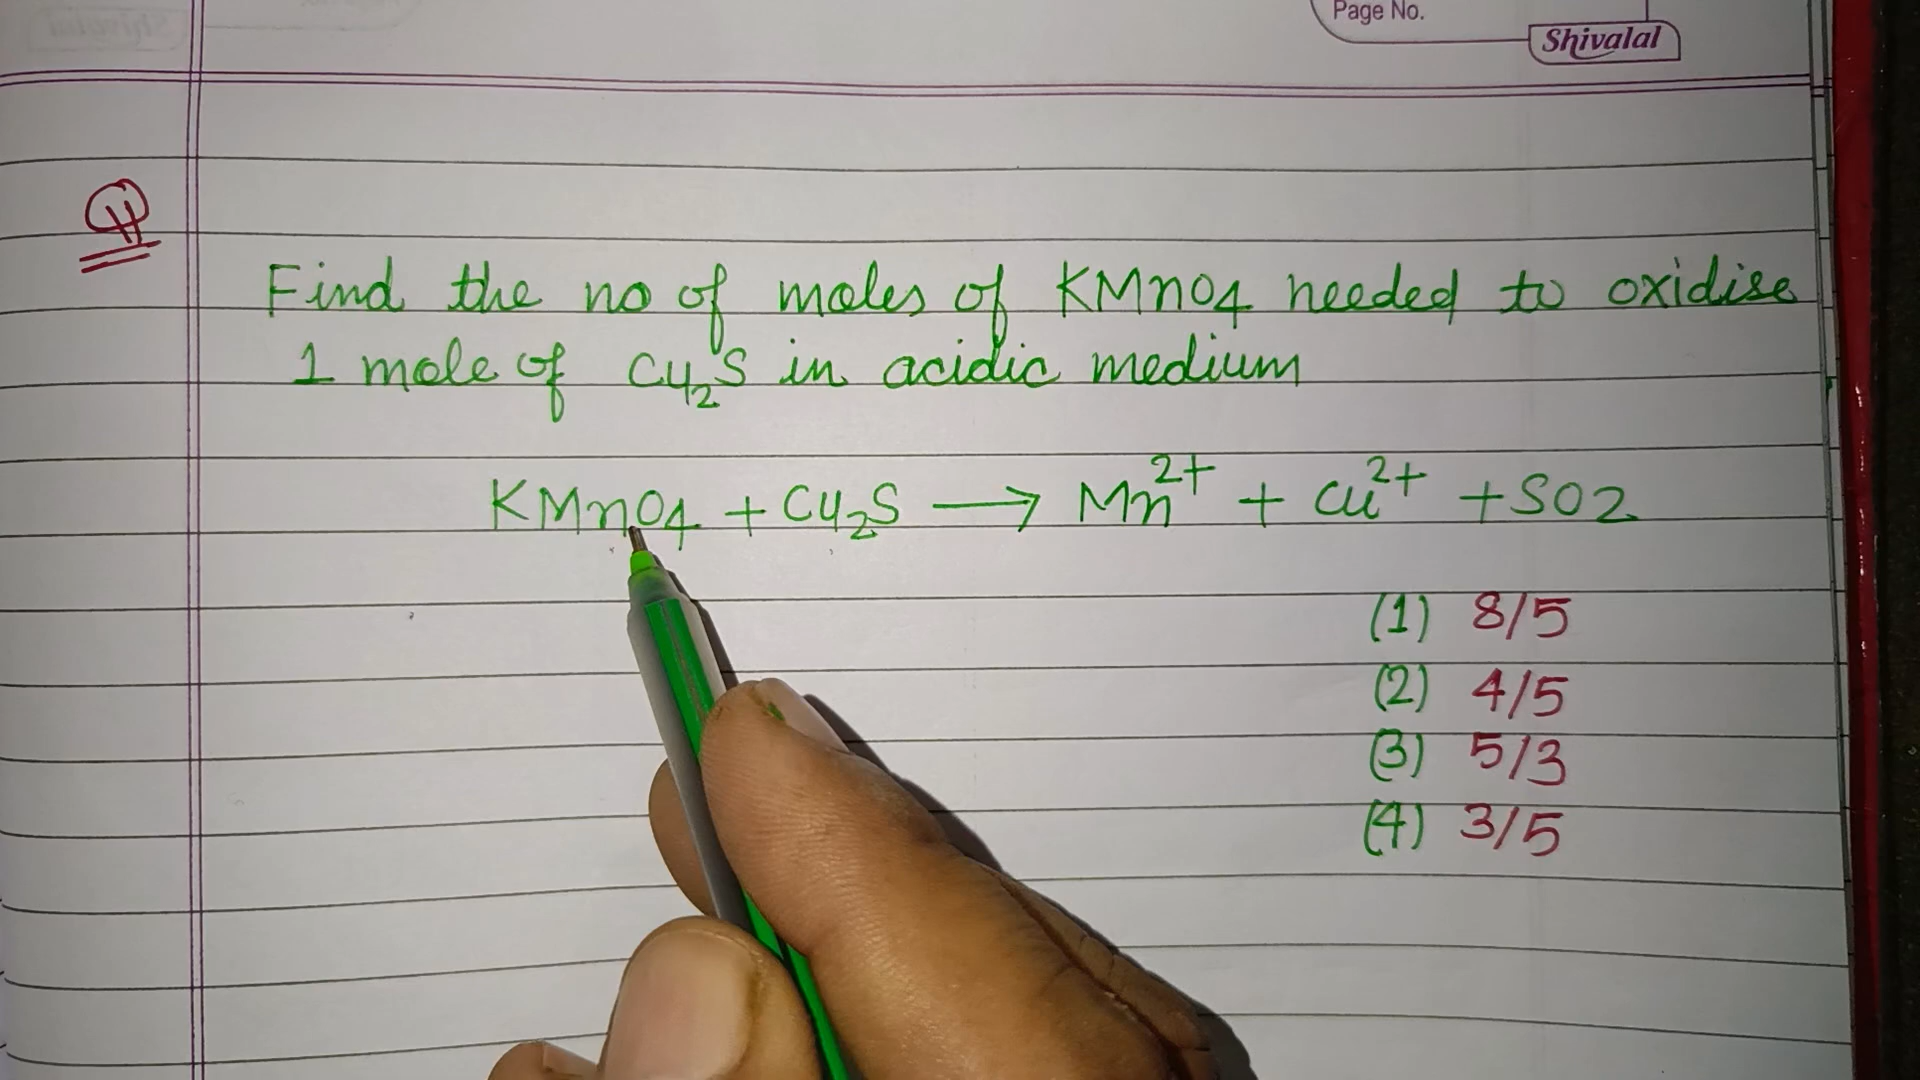 Page No.
Shivalal
Q
Find the no of moles of KMnO4 needed to oxidise
1 mole of Cu₂S in acidic medium
KMnO4 + Cu₂S → Mn²⁺ + Cu²⁺ + SO2
(1) 8/5
(2) 4/5
(3) 5/3
(4) 3/5